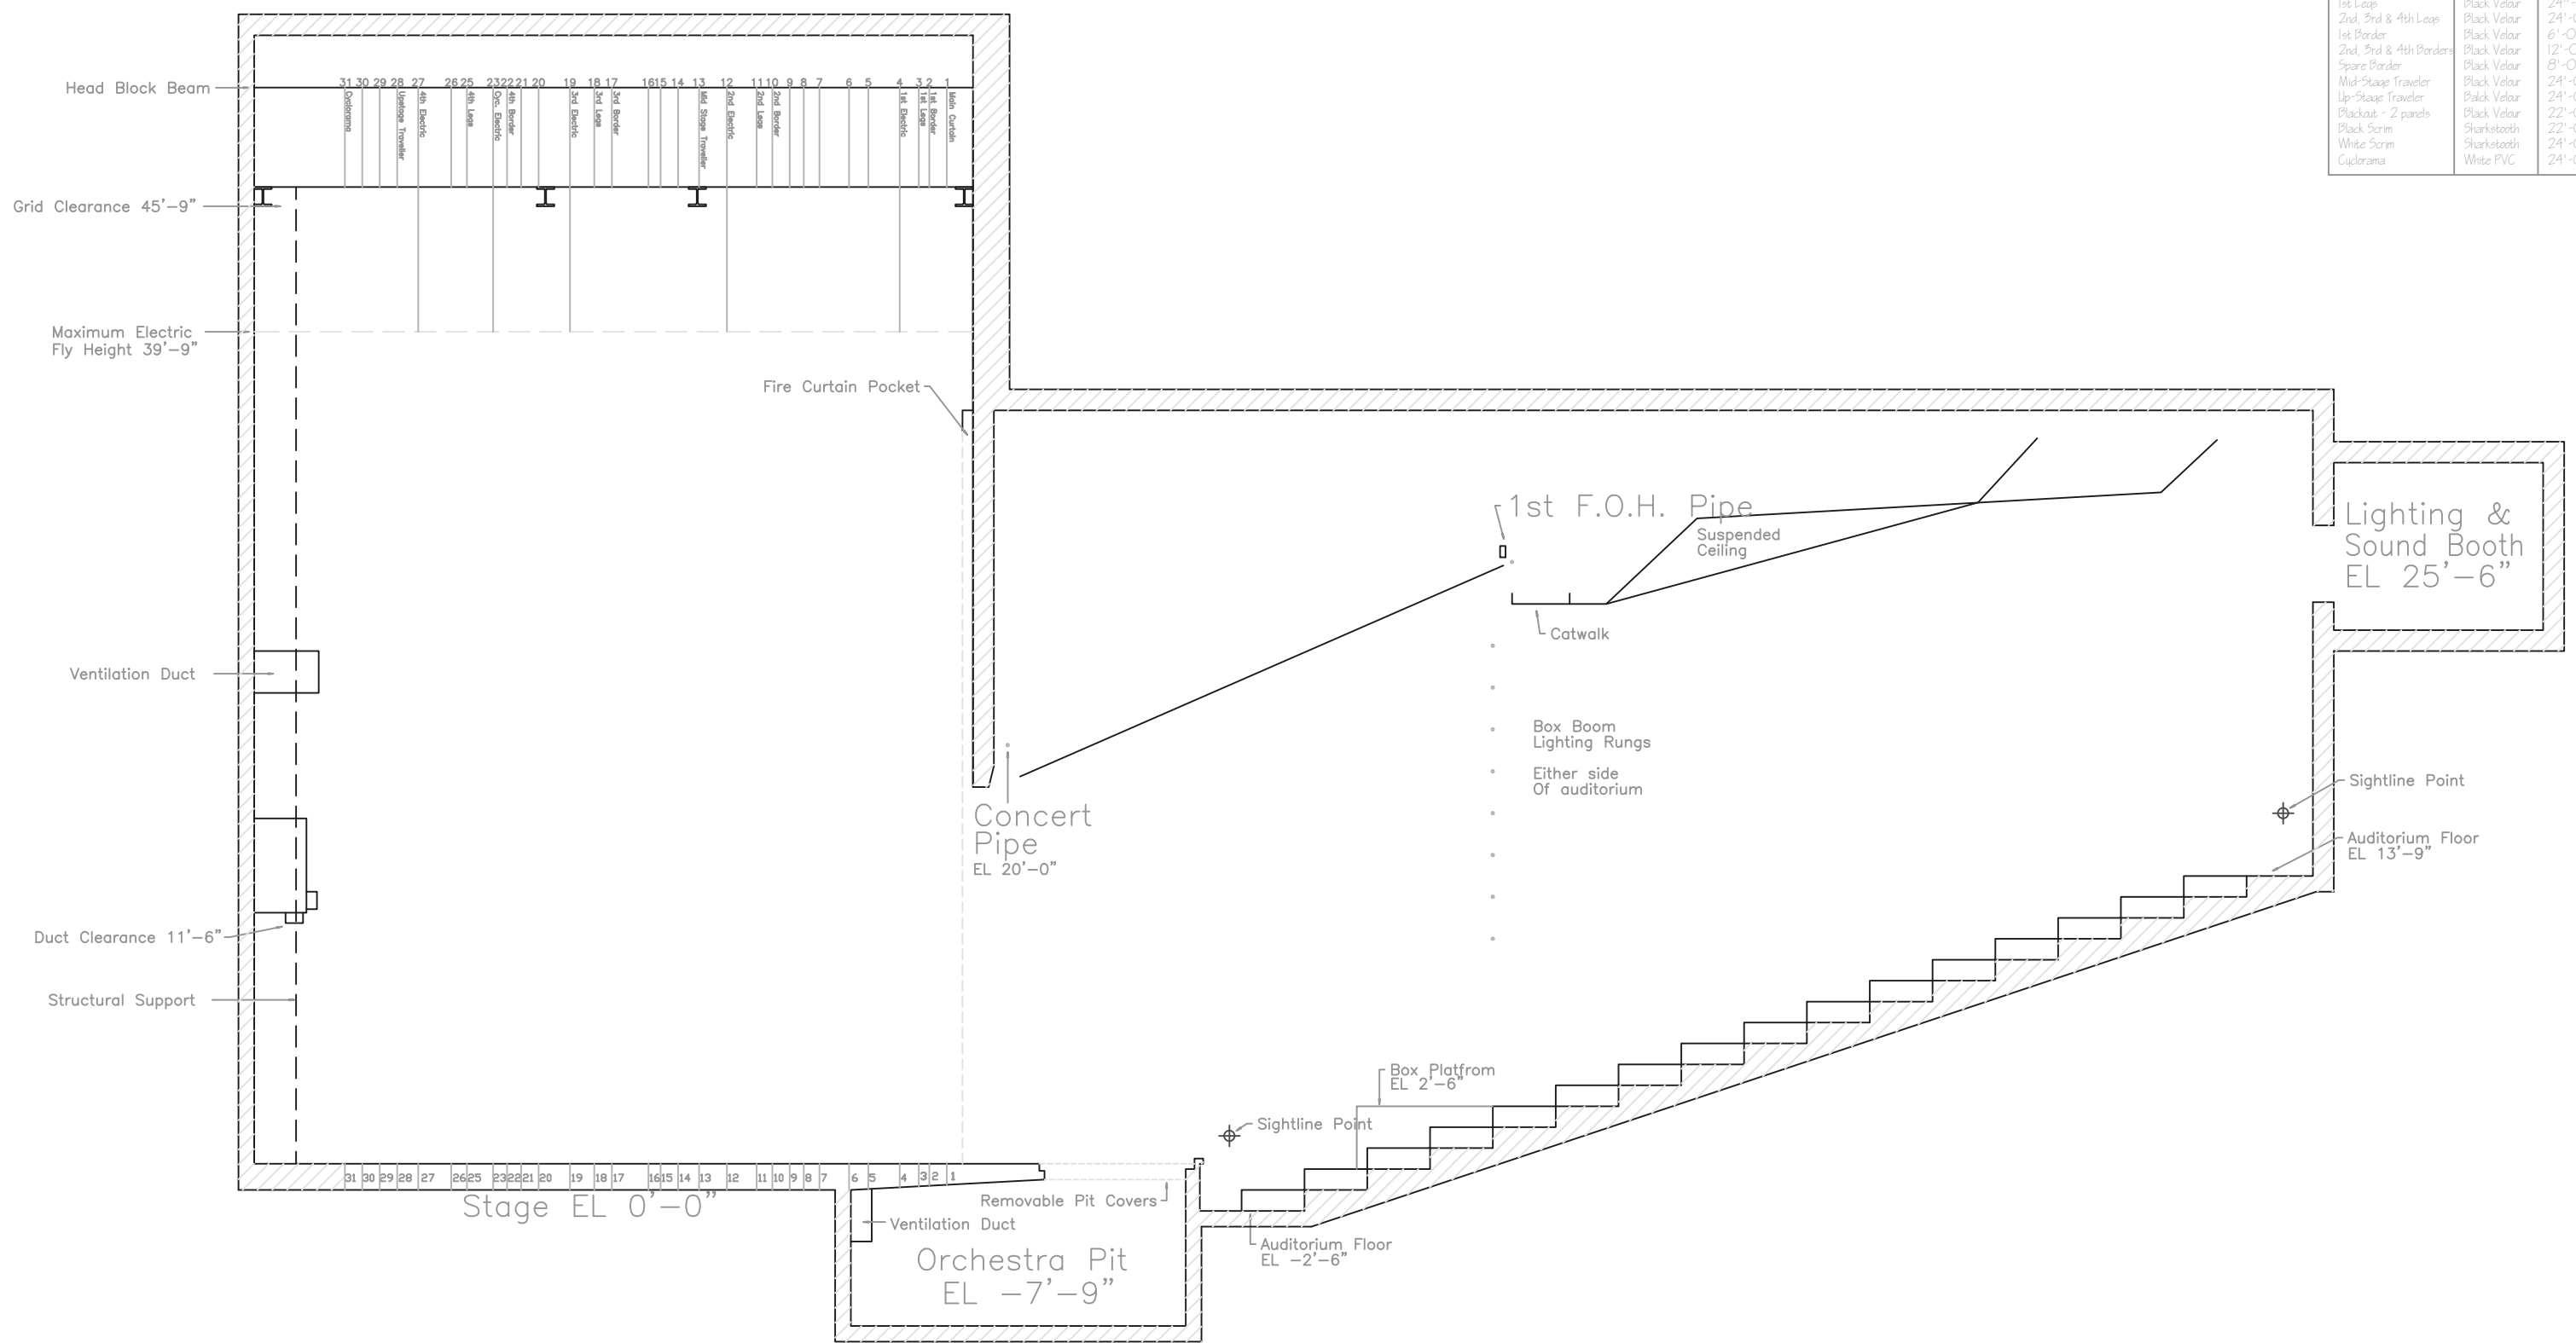 1st Legs Black Velour
2nd, 3rd & 4th Legs Black Velour
1st Border Black Velour
2nd, 3rd & 4th Borders Black Velour
Spare Border Black Velour
Mid-Stage Traveler Black Velour
Up-Stage Traveler Balck Velour
Blackout - 2 panels Black Velour
Black Scrim Sharkstooth
White Scrim Sharkstooth
Cyclorama White PVC
Head Block Beam
31 30 29 28 27 26 25 23 22 21 20 19 18 17 16 15 14 13 12 11 10 9 8 7 6 5 4 3 2 1
Cyclorama
Upstage Traveller
4th Electric
4th Legs
Cyc. Electric
4th Border
3rd Electric
3rd Legs
3rd Border
Mid Stage Traveller
2nd Electric
2nd Legs
2nd Border
1st Electric
1st Legs
1st Border
Main Curtain
Grid Clearance 45'-9"
Maximum Electric
Fly Height 39'-9"
Fire Curtain Pocket
1st F.O.H. Pipe
Suspended
Ceiling
Lighting &
Sound Booth
EL 25'-6"
Catwalk
Ventilation Duct
Box Boom
Lighting Rungs
Either side
Of auditorium
Sightline Point
Concert
Pipe
EL 20'-0"
Auditorium Floor
EL 13'-9"
Duct Clearance 11'-6"
Structural Support
Box Platfrom
EL 2'-6"
Sightline Point
31 30 29 28 27 26 25 23 22 21 20 19 18 17 16 15 14 13 12 11 10 9 8 7 6 5 4 3 2 1
Stage EL 0'-0"
Removable Pit Covers
Ventilation Duct
Auditorium Floor
EL -2'-6"
Orchestra Pit
EL -7'-9"